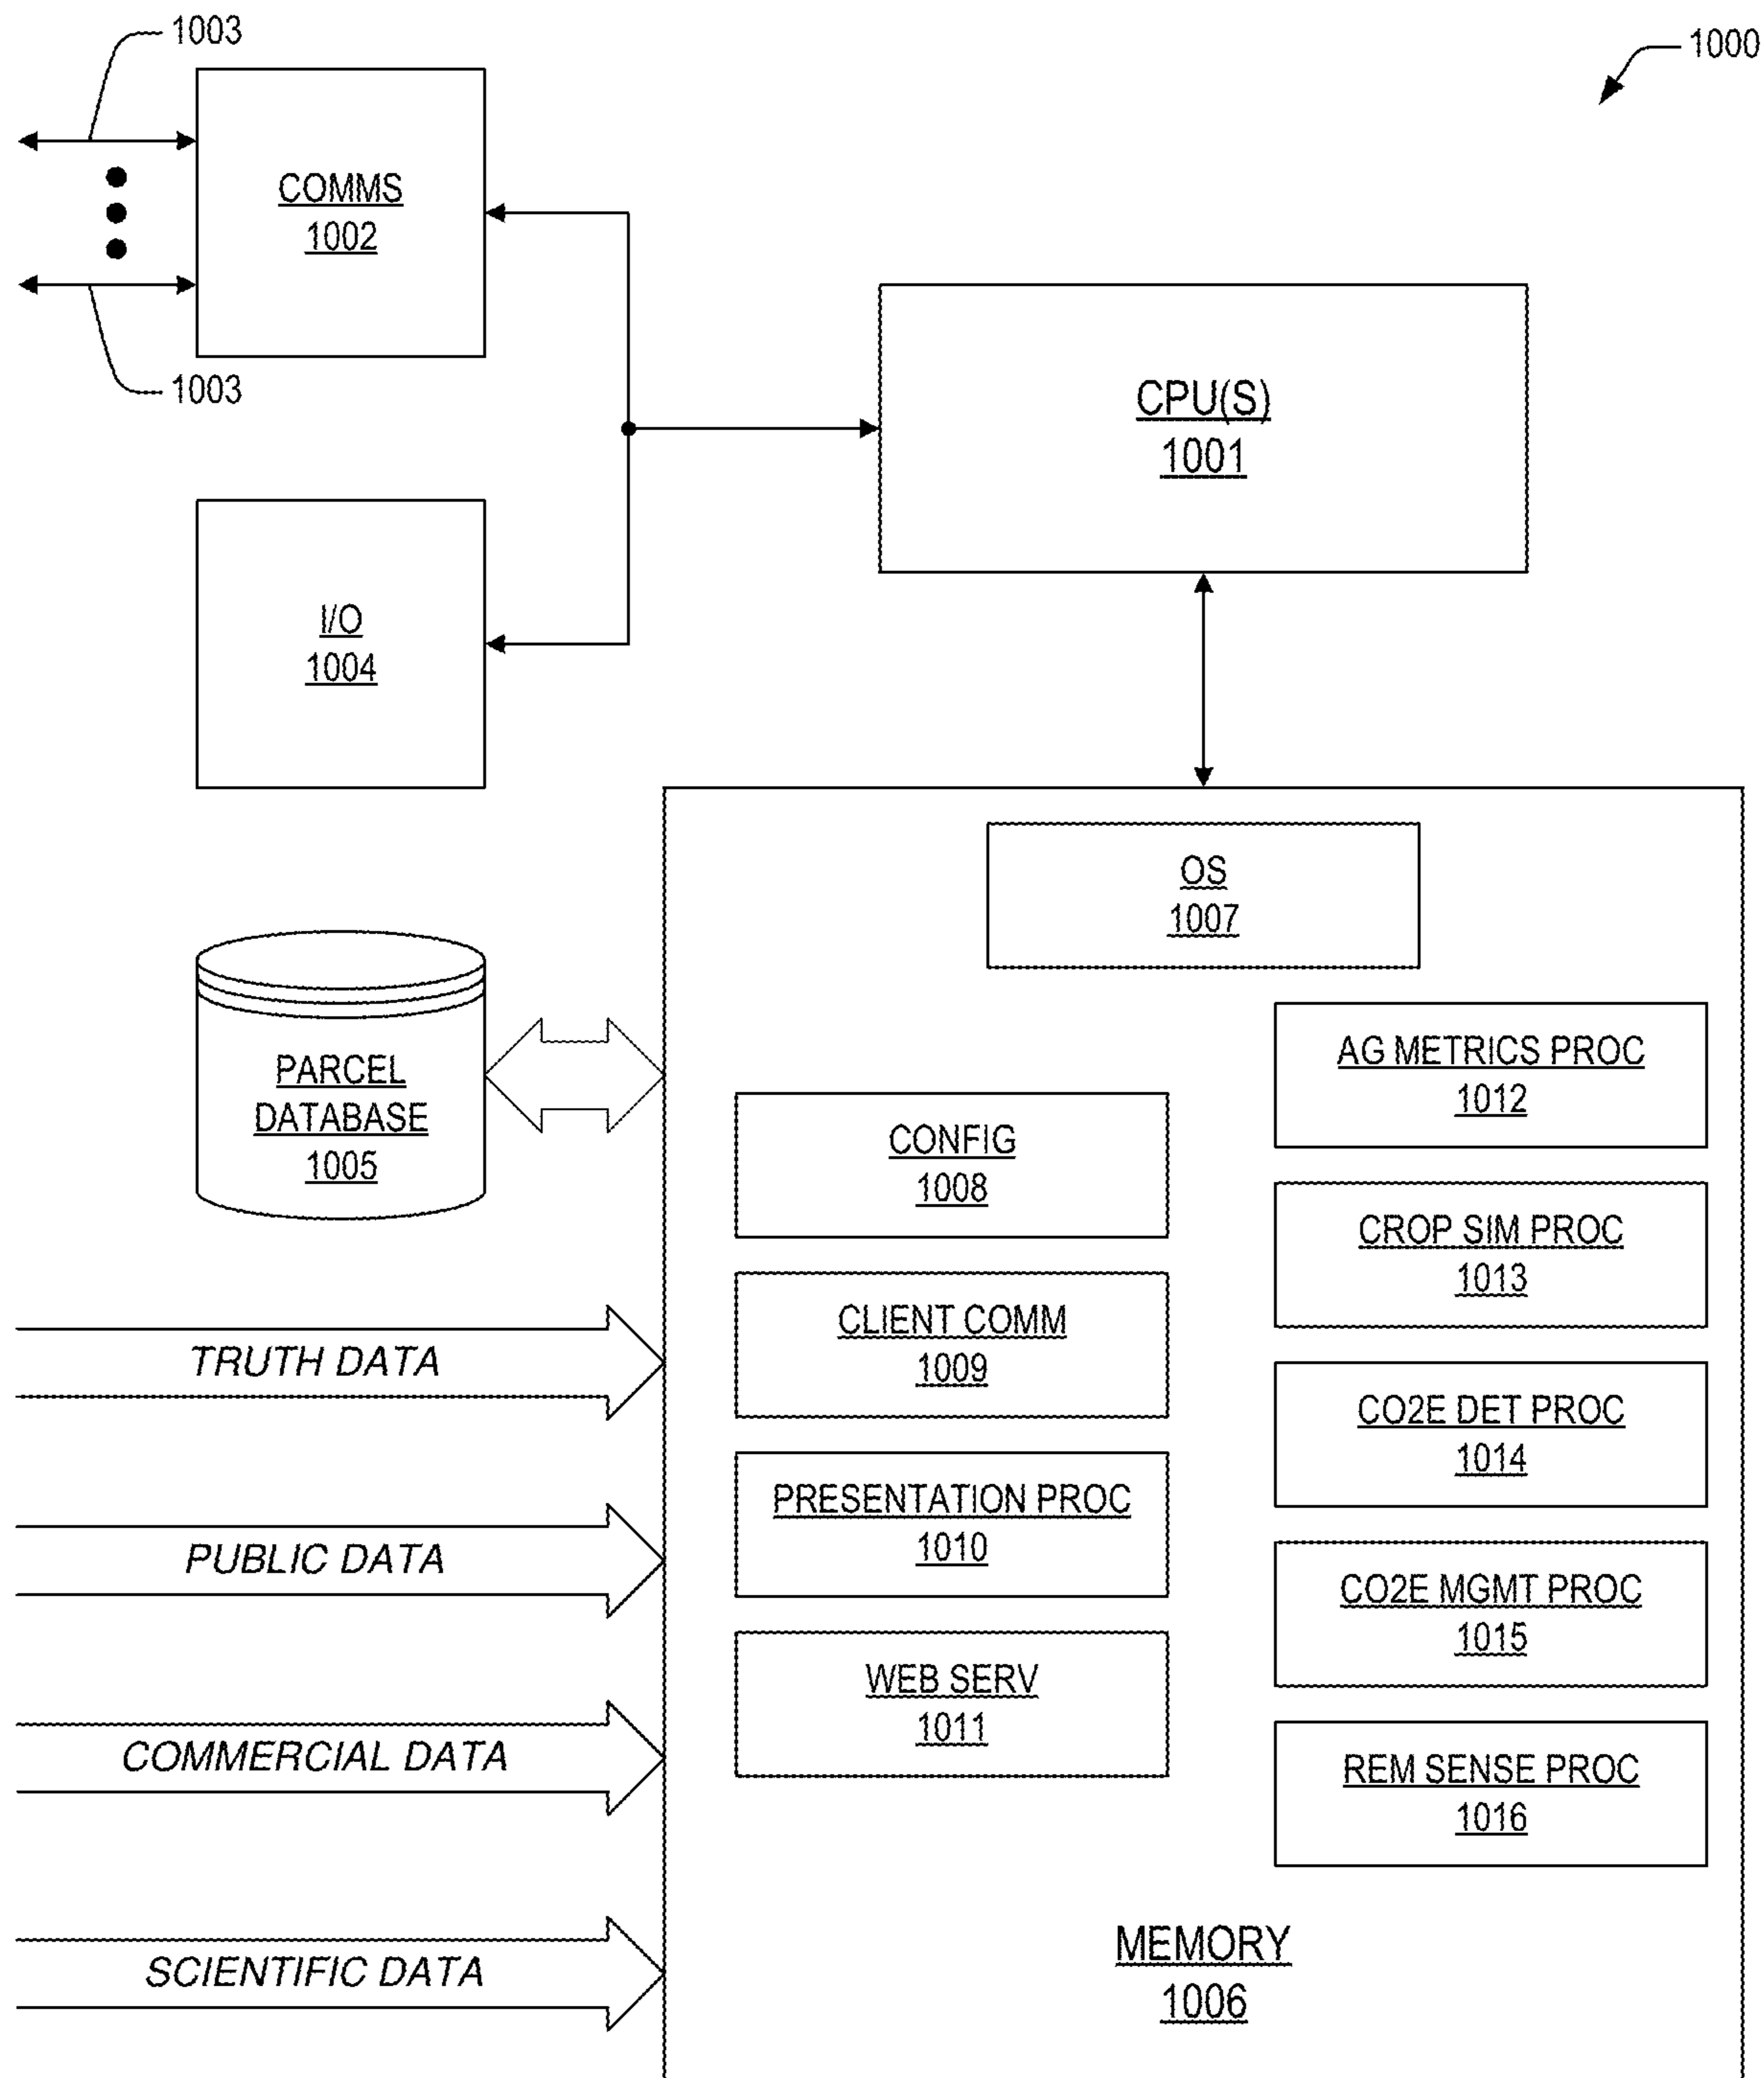 1003
1000
COMMS
1002
1003
CPU(S)
1001
I/O
1004
OS
1007
PARCEL
DATABASE
1005
CONFIG
1008
CLIENT COMM
1009
PRESENTATION PROC
1010
WEB SERV
1011
AG METRICS PROC
1012
CROP SIM PROC
1013
CO2E DET PROC
1014
CO2E MGMT PROC
1015
REM SENSE PROC
1016
TRUTH DATA
PUBLIC DATA
COMMERCIAL DATA
SCIENTIFIC DATA
MEMORY
1006